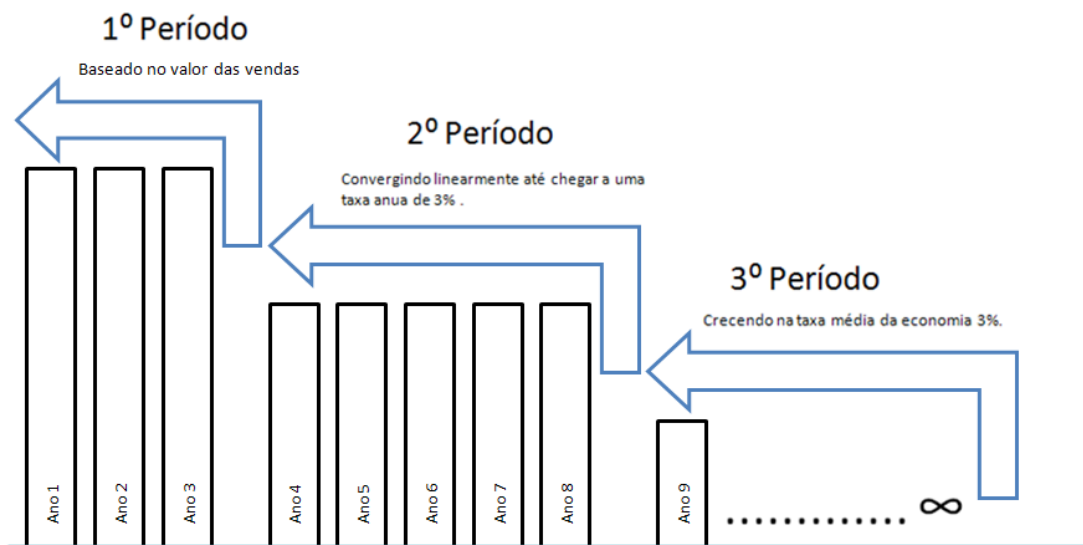 1º Período
Baseado no valor das vendas
2º Período
Convergindo linearmente até chegar a uma
taxa anua de 3% .
3º Período
Crecendo na taxa média da economia 3%.
Ano 1
Ano 2
Ano 3
Ano 4
Ano 5
Ano 6
Ano 7
Ano 8
Ano 9
............. ∞